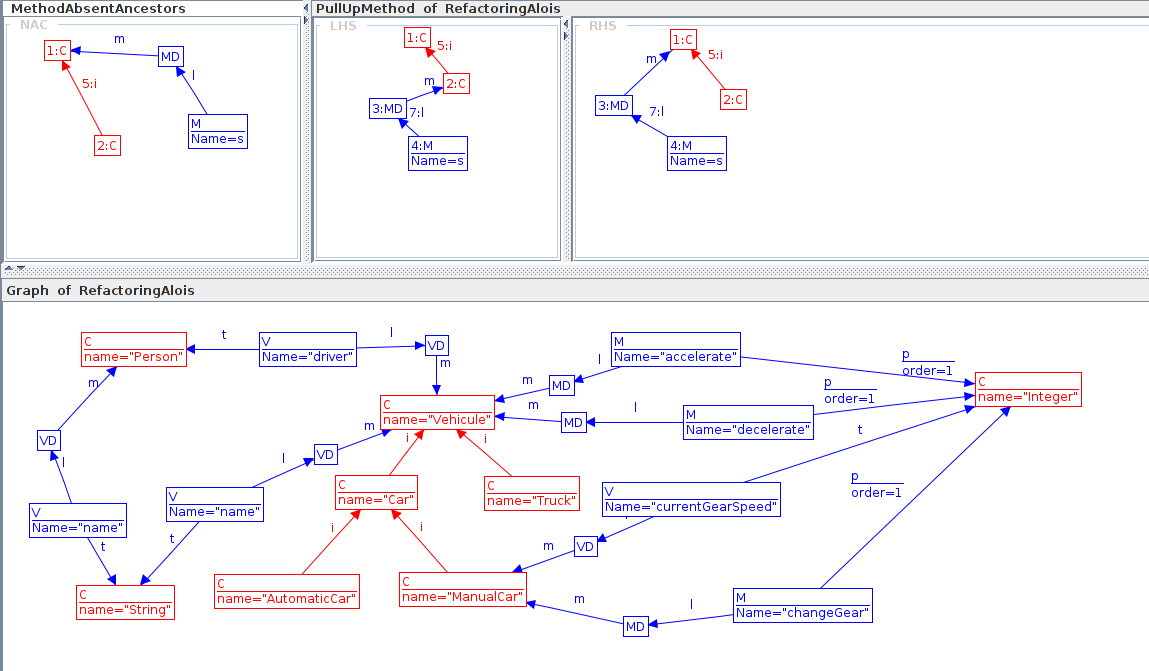 MethodAbsentAncestors
PullUpMethod of RefactoringAlois
NAC
1:C
m
MD
l
5:i
M
Name=s
2:C
LHS
1:C
5:i
2:C
m
3:MD
7:l
4:M
Name=s
RHS
1:C
m
5:i
2:C
3:MD
7:l
4:M
Name=s
Graph of RefactoringAlois
C
name="Person"
t
V
Name="driver"
l
VD
m
M
Name="accelerate"
l
MD
m
p
order=1
C
name="Integer"
m
C
name="Vehicule"
m
MD
l
M
Name="decelerate"
p
order=1
VD
l
m
VD
l
i
i
t
V
Name="name"
t
V
Name="name"
t
C
name="Car"
C
name="Truck"
V
Name="currentGearSpeed"
p
order=1
i
i
m
VD
C
name="String"
C
name="AutomaticCar"
C
name="ManualCar"
m
MD
l
M
Name="changeGear"